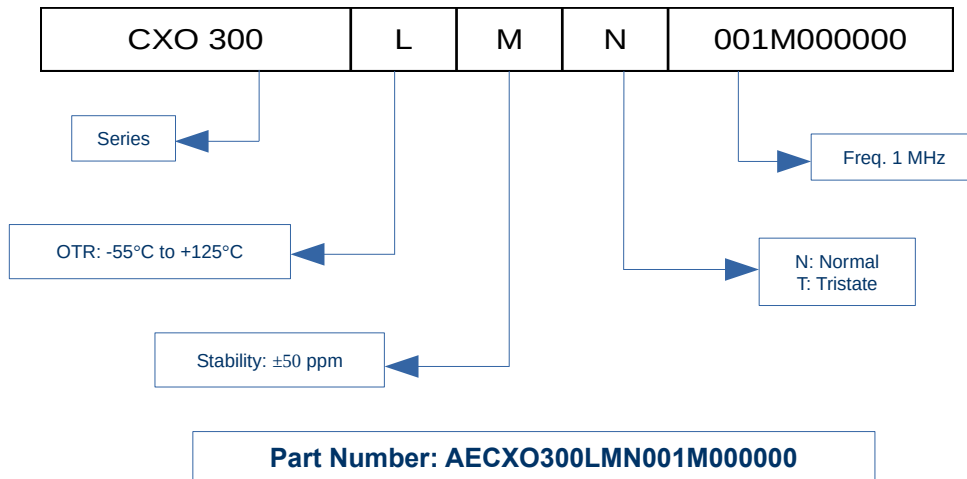 CXO 300 L M N 001M000000
Series
Freq. 1 MHz
OTR: -55°C to +125°C
N: Normal
T: Tristate
Stability: ±50 ppm
Part Number: AECXO300LMN001M000000